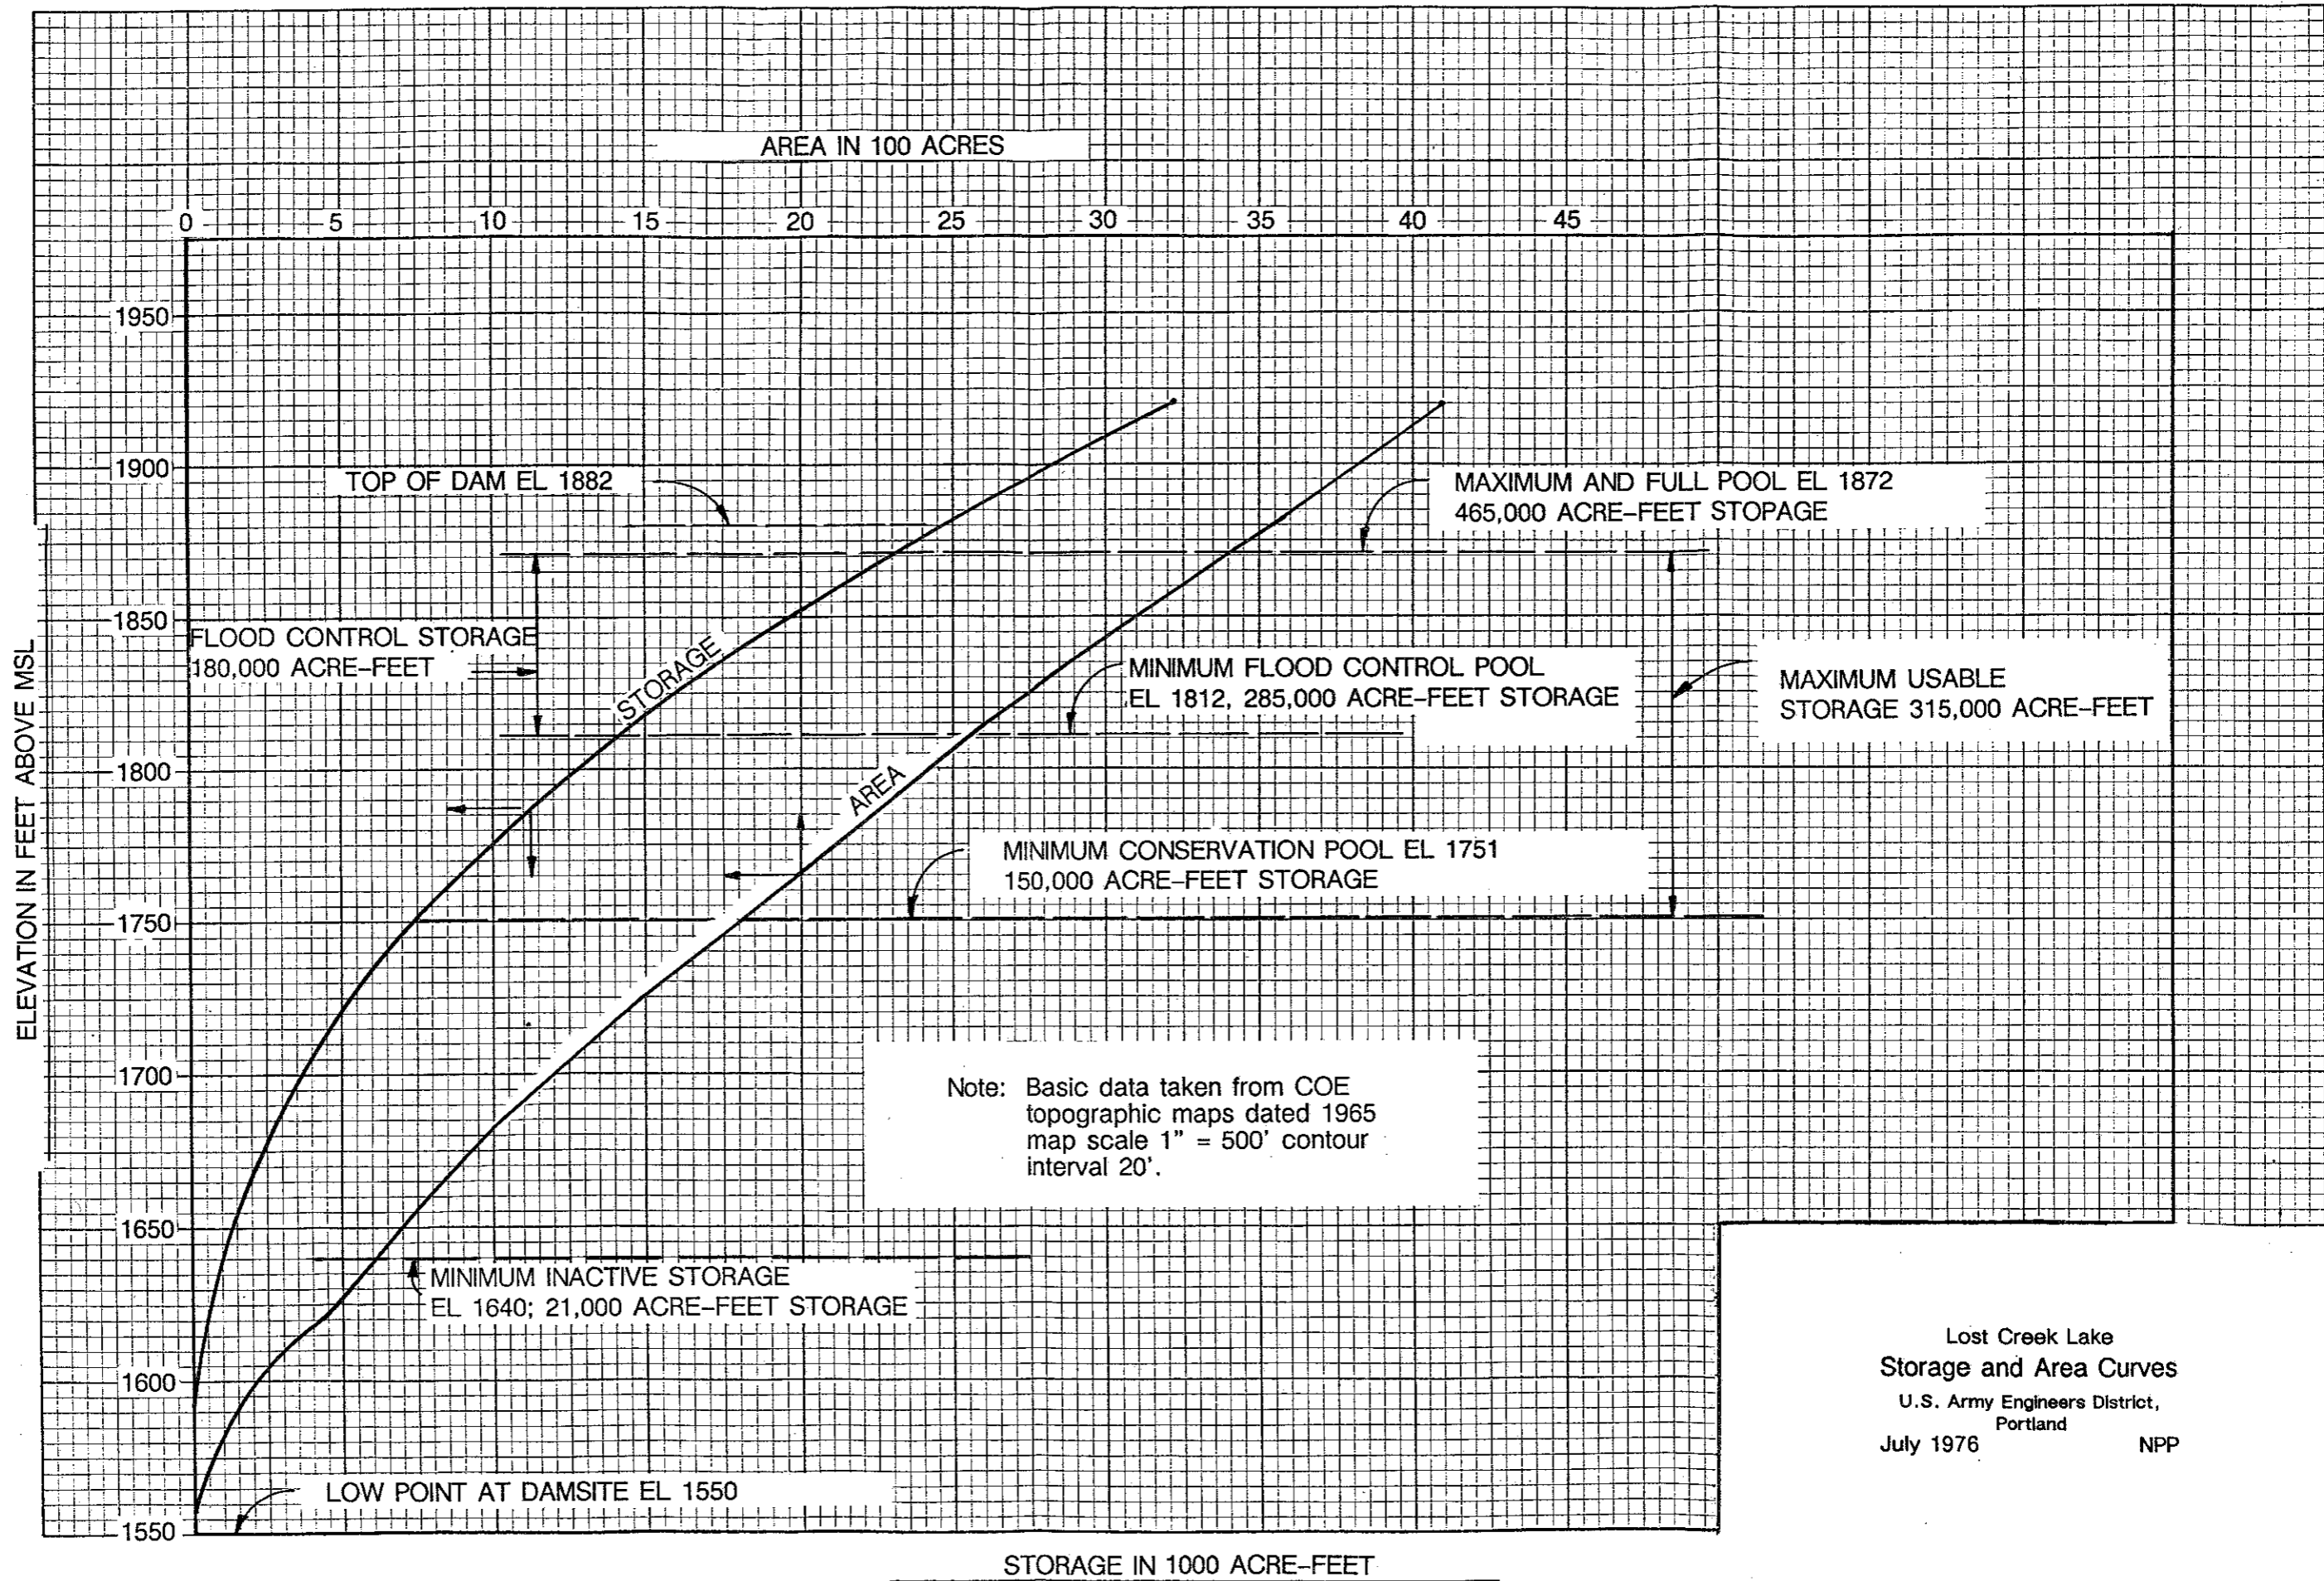 AREA IN 100 ACRES
0 5 10 15 20 25 30 35 40 45
1950
1900
1850
1800
1750
1700
1650
1600
1550
ELEVATION IN FEET ABOVE MSL
TOP OF DAM EL 1882
MAXIMUM AND FULL POOL EL 1872
465,000 ACRE-FEET STOPAGE
FLOOD CONTROL STORAGE
180,000 ACRE-FEET
STORAGE
MINIMUM FLOOD CONTROL POOL
EL 1812, 285,000 ACRE-FEET STORAGE
MAXIMUM USABLE
STORAGE 315,000 ACRE-FEET
AREA
MINIMUM CONSERVATION POOL EL 1751
150,000 ACRE-FEET STORAGE
Note: Basic data taken from COE
topographic maps dated 1965
map scale 1" = 500' contour
interval 20'.
MINIMUM INACTIVE STORAGE
EL 1640; 21,000 ACRE-FEET STORAGE
LOW POINT AT DAMSITE EL 1550
STORAGE IN 1000 ACRE-FEET
Lost Creek Lake
Storage and Area Curves
U.S. Army Engineers District,
Portland
July 1976 NPP